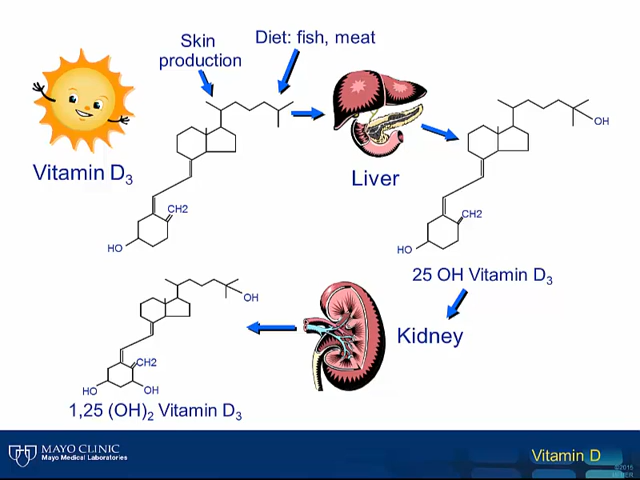 Skin
production
Diet: fish, meat
Vitamin D3
CH2
HO
Liver
OH
CH2
HO
25 OH Vitamin D3
Kidney
OH
CH2
HO
OH
1,25 (OH)2 Vitamin D3
MAYO CLINIC
Mayo Medical Laboratories
Vitamin D